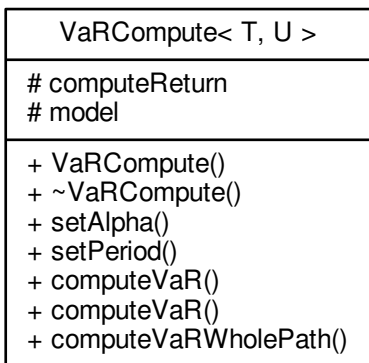 VaRCompute< T, U >
# computeReturn
# model
+ VaRCompute()
+ ~VaRCompute()
+ setAlpha()
+ setPeriod()
+ computeVaR()
+ computeVaR()
+ computeVaRWholePath()